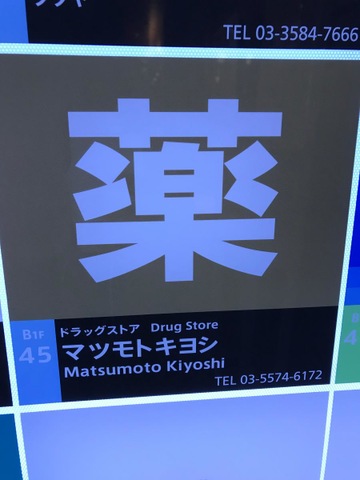 TEL 03-3584-7666
薬
B1F
45
ドラッグストア Drug Store
マツモトキヨシ
Matsumoto Kiyoshi
TEL 03-5574-6172